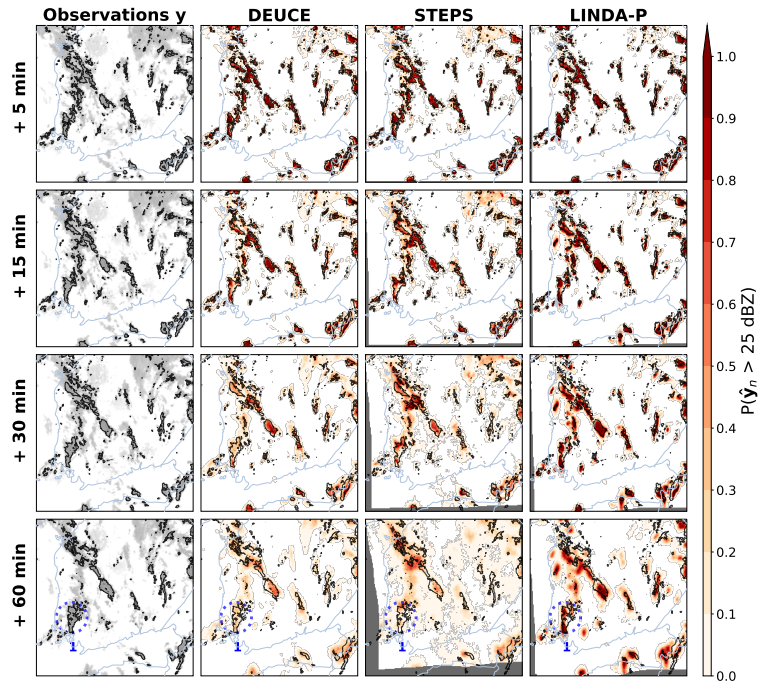 Observations y DEUCE STEPS LINDA-P
+ 5 min
+ 15 min
+ 30 min
+ 60 min
1 1 1 1
1.0
0.9
0.8
0.7
0.6
0.5
0.4
0.3
0.2
0.1
0.0
P(ŷn > 25 dBZ)